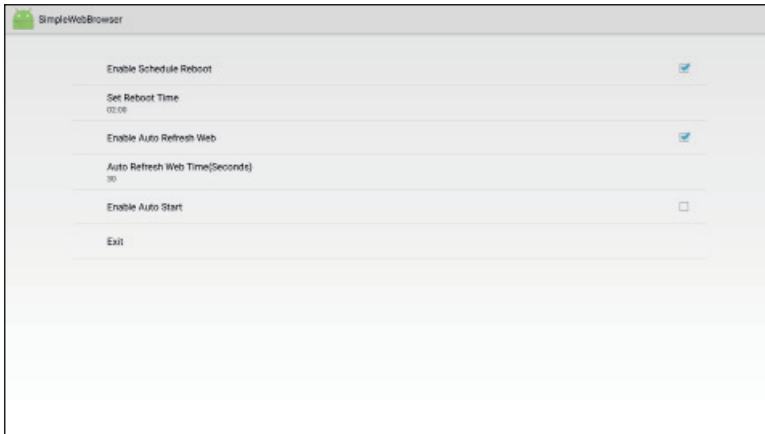 SimpleWebBrowser
Enable Schedule Reboot
Set Reboot Time
02:00
Enable Auto Refresh Web
Auto Refresh Web Time(Seconds)
30
Enable Auto Start
Exit